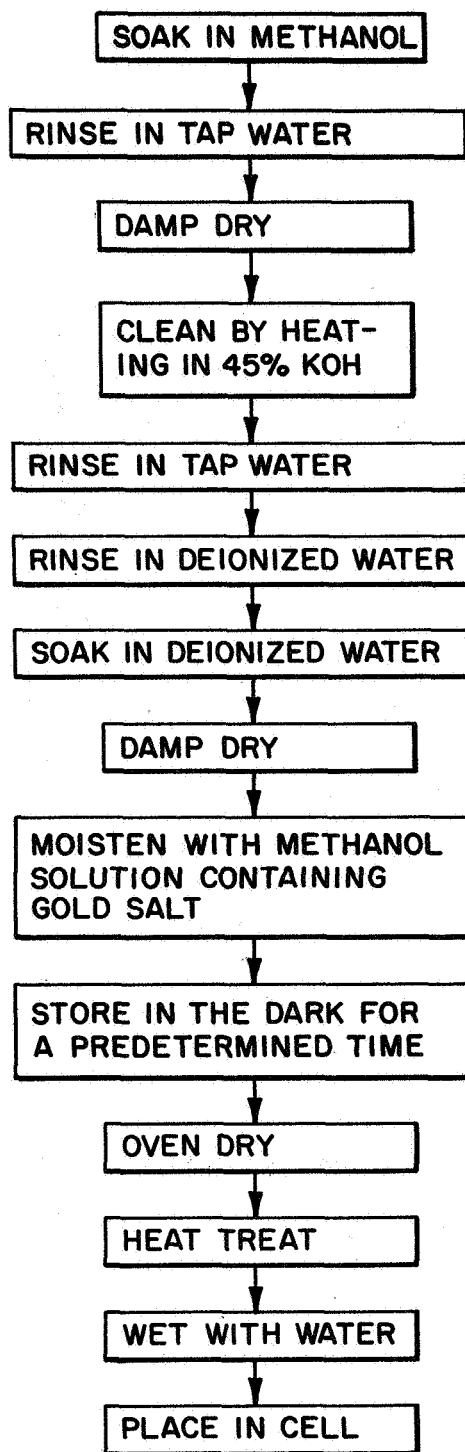 SOAK IN METHANOL
RINSE IN TAP WATER
DAMP DRY
CLEAN BY HEAT-
ING IN 45% KOH
RINSE IN TAP WATER
RINSE IN DEIONIZED WATER
SOAK IN DEIONIZED WATER
DAMP DRY
MOISTEN WITH METHANOL
SOLUTION CONTAINING
GOLD SALT
STORE IN THE DARK FOR
A PREDETERMINED TIME
OVEN DRY
HEAT TREAT
WET WITH WATER
PLACE IN CELL